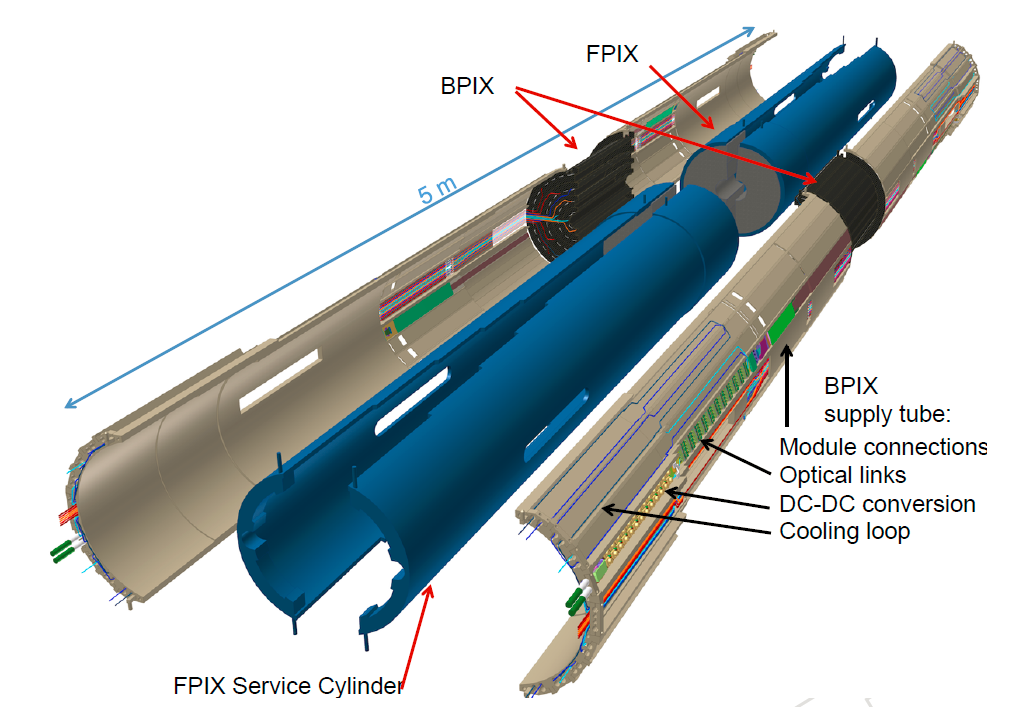 FPIX
BPIX
5 m
BPIX
supply tube:
Module connections
Optical links
DC-DC conversion
Cooling loop
FPIX Service Cylinder